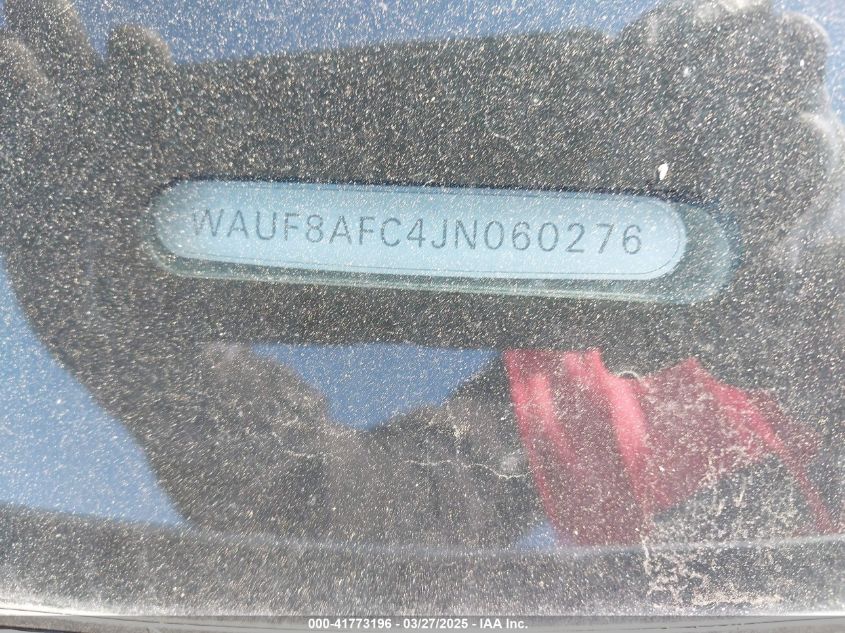 WAUF8AFC4JN060276
000-41773196 — 03/27/2025 — IAA Inc.